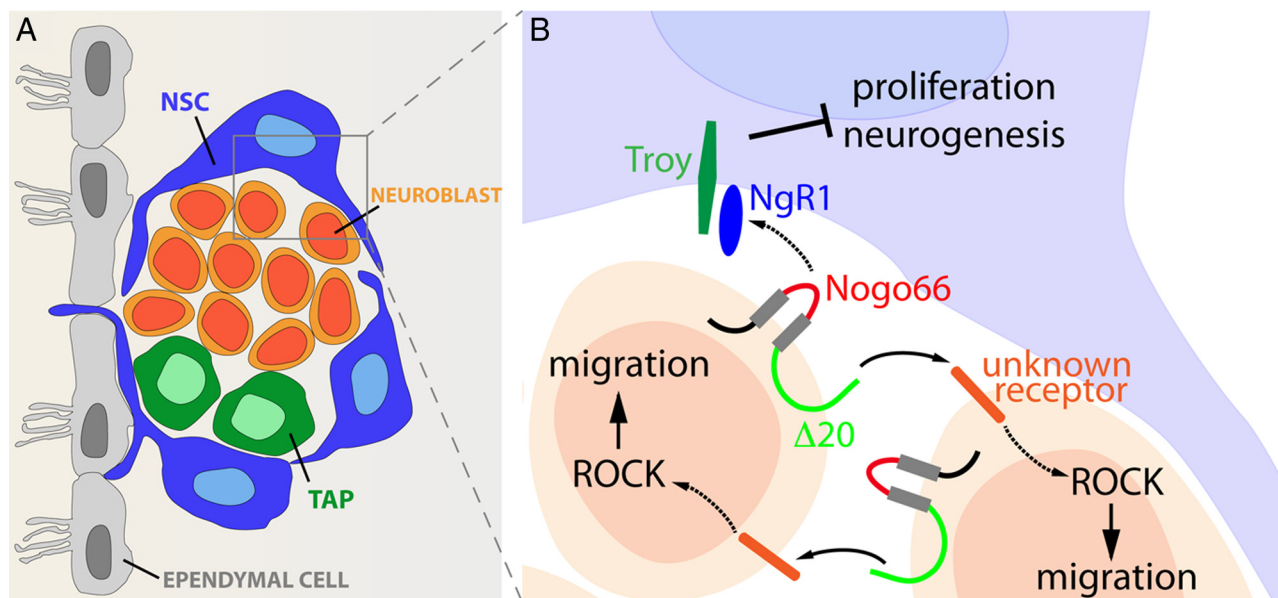 A
NSC
NEUROBLAST
TAP
EPENDYMAL CELL
B
proliferation
neurogenesis
Troy
NgR1
Nogo66
migration
unknown
receptor
Δ20
ROCK
ROCK
migration